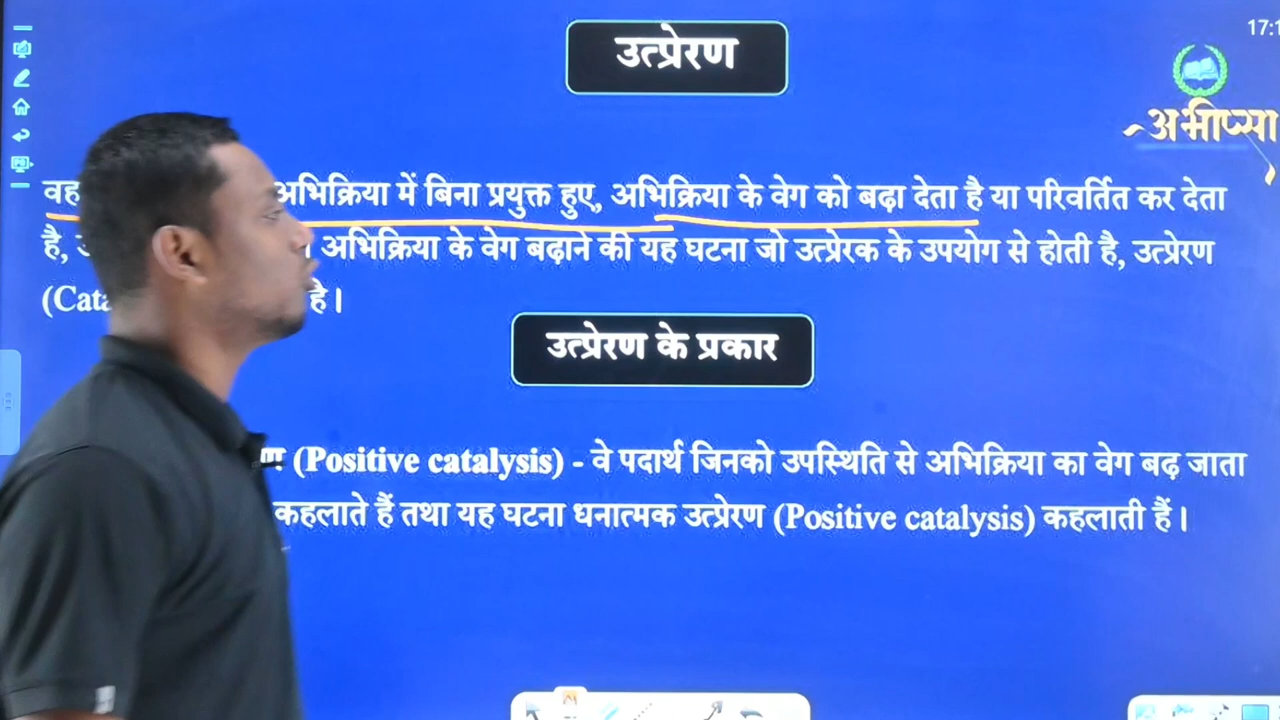 उत्प्रेरण
17:1
अभीप्सा
वह अभिक्रिया में बिना प्रयुक्त हुए, अभिक्रिया के वेग को बढ़ा देता है या परिवर्तित कर देता
है, अभिक्रिया के वेग बढ़ाने की यह घटना जो उत्प्रेरक के उपयोग से होती है, उत्प्रेरण
(Cata है।
उत्प्रेरण के प्रकार
(Positive catalysis) - वे पदार्थ जिनको उपस्थिति से अभिक्रिया का वेग बढ़ जाता
कहलाते हैं तथा यह घटना धनात्मक उत्प्रेरण (Positive catalysis) कहलाती हैं।